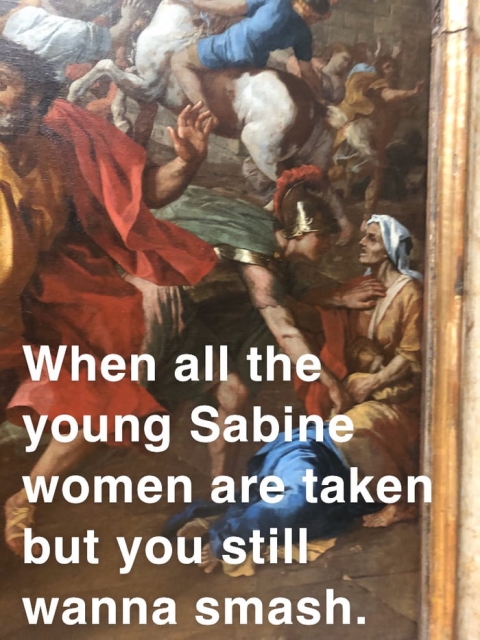 When all the
young Sabine
women are taken
but you still
wanna smash.